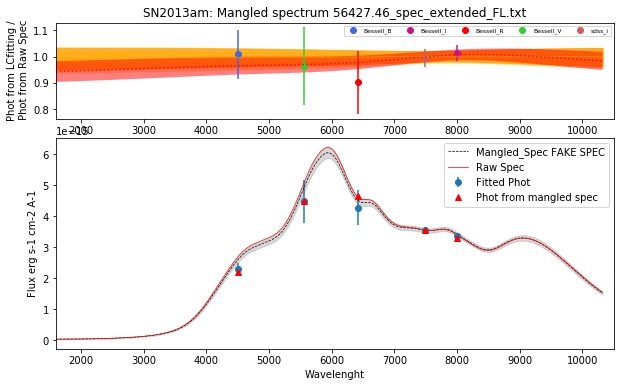 SN2013am: Mangled spectrum 56427.46_spec_extended_FL.txt
Phot from LCfitting /
Phot from Raw Spec
1.1
1.0
0.9
0.8
Bessell_B
Bessell_I
Bessell_R
Bessell_V
sdss_i
2000 3000 4000 5000 6000 7000 8000 9000 10000
Flux erg s-1 cm-2 A-1
6
5
4
3
2
1
0
Mangled_Spec FAKE SPEC
Raw Spec
Fitted Phot
Phot from mangled spec
2000 3000 4000 5000 6000 7000 8000 9000 10000
Wavelenght